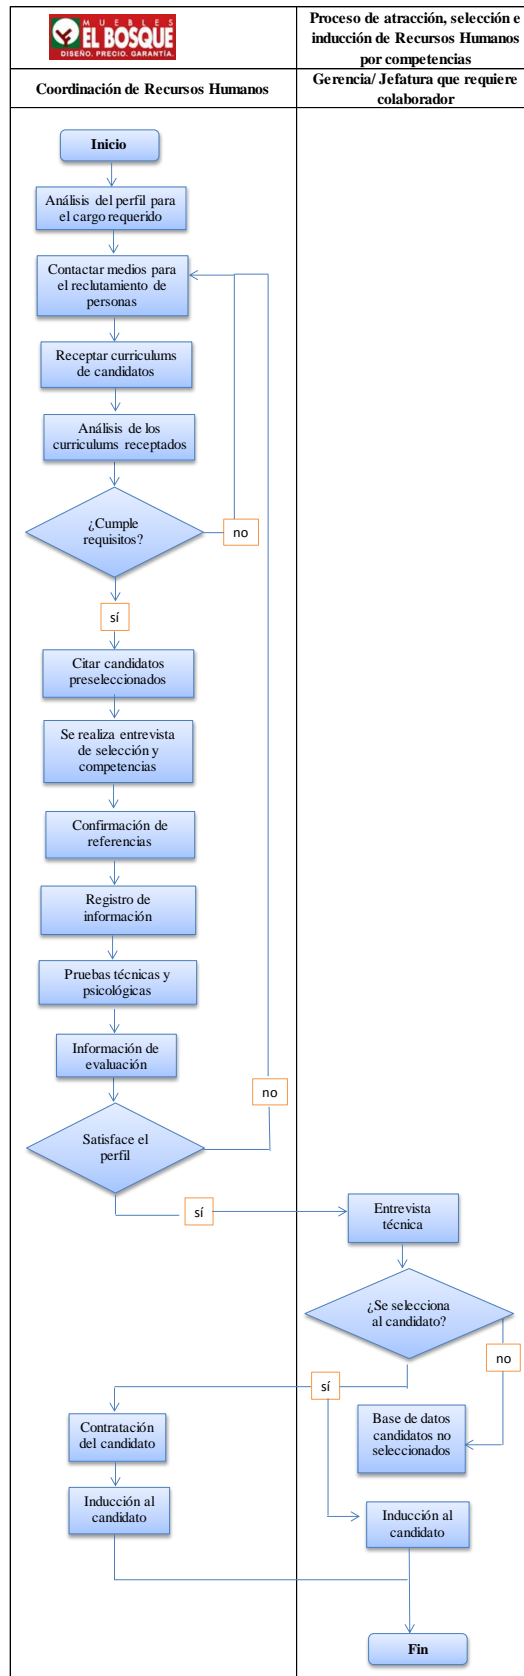 MUEBLES
EL BOSQUE
DISEÑO. PRECIO. GARANTÍA.
Proceso de atracción, selección e
inducción de Recursos Humanos
por competencias
Coordinación de Recursos Humanos
Gerencia/ Jefatura que requiere
colaborador
Inicio
Análisis del perfil para
el cargo requerido
Contactar medios para
el reclutamiento de
personas
Receptar curriculums
de candidatos
Análisis de los
curriculums receptados
¿Cumple
requisitos?
no
sí
Citar candidatos
preseleccionados
Se realiza entrevista
de selección y
competencias
Confirmación de
referencias
Registro de
información
Pruebas técnicas y
psicológicas
Información de
evaluación
no
Satisface el
perfil
sí
Entrevista
técnica
¿Se selecciona
al candidato?
no
sí
Contratación
del candidato
Base de datos
candidatos no
seleccionados
Inducción al
candidato
Inducción al
candidato
Fin